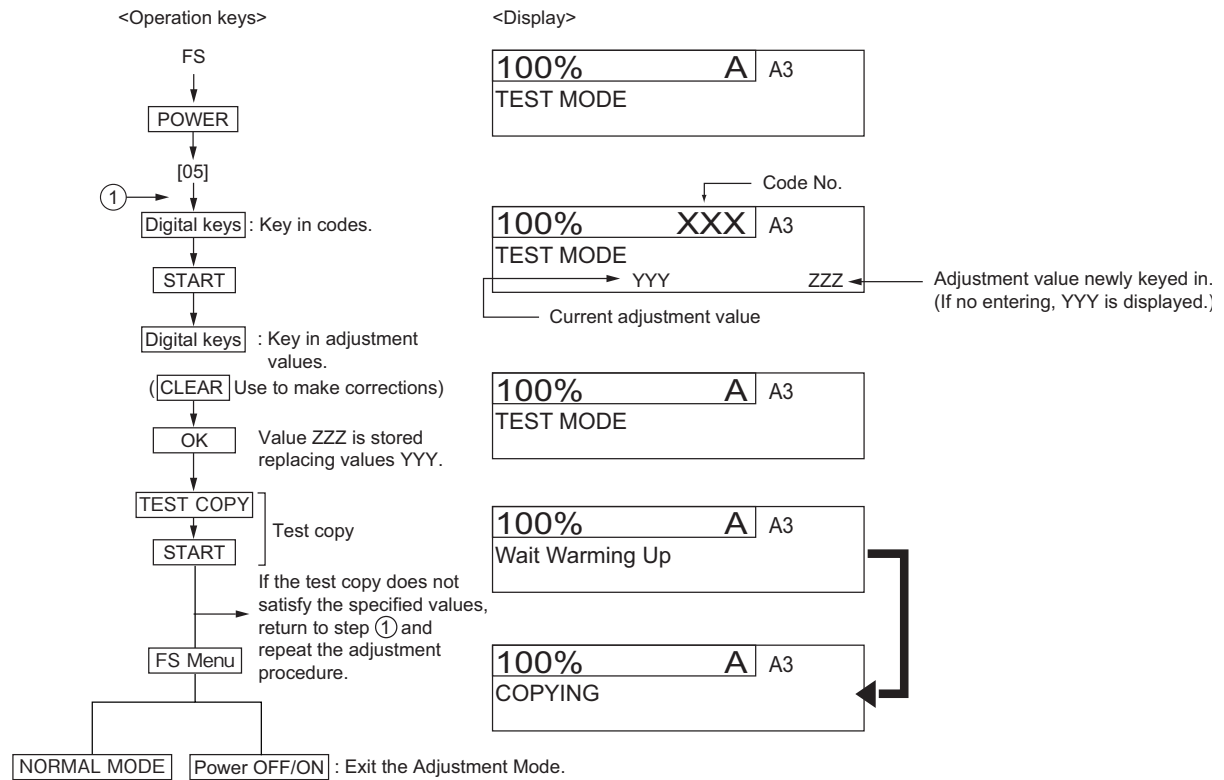 <Operation keys>
<Display>
FS
100% A A3
TEST MODE
POWER
[05]
1
Code No.
Digital keys : Key in codes.
100% XXX A3
TEST MODE
YYY ZZZ
Adjustment value newly keyed in.
(If no entering, YYY is displayed.)
Current adjustment value
START
Digital keys : Key in adjustment
values.
(CLEAR Use to make corrections)
100% A A3
TEST MODE
OK
Value ZZZ is stored
replacing values YYY.
TEST COPY
START
Test copy
100% A A3
Wait Warming Up
If the test copy does not
satisfy the specified values,
return to step 1 and
repeat the adjustment
procedure.
FS Menu
100% A A3
COPYING
NORMAL MODE
Power OFF/ON : Exit the Adjustment Mode.